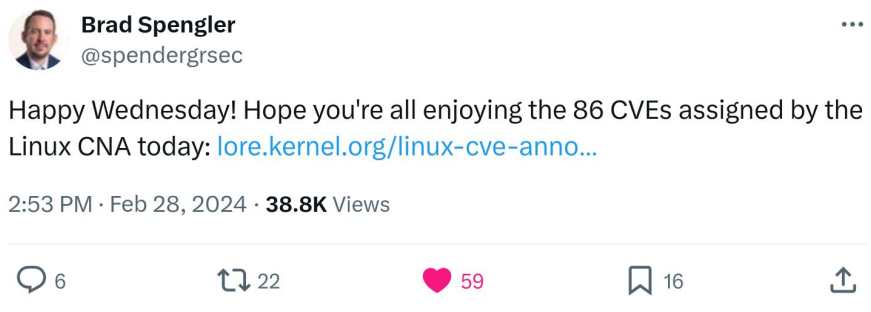 Brad Spengler
@spendergrsec
Happy Wednesday! Hope you're all enjoying the 86 CVEs assigned by the
Linux CNA today: lore.kernel.org/linux-cve-anno...
2:53 PM · Feb 28, 2024 · 38.8K Views
6 22 59 16